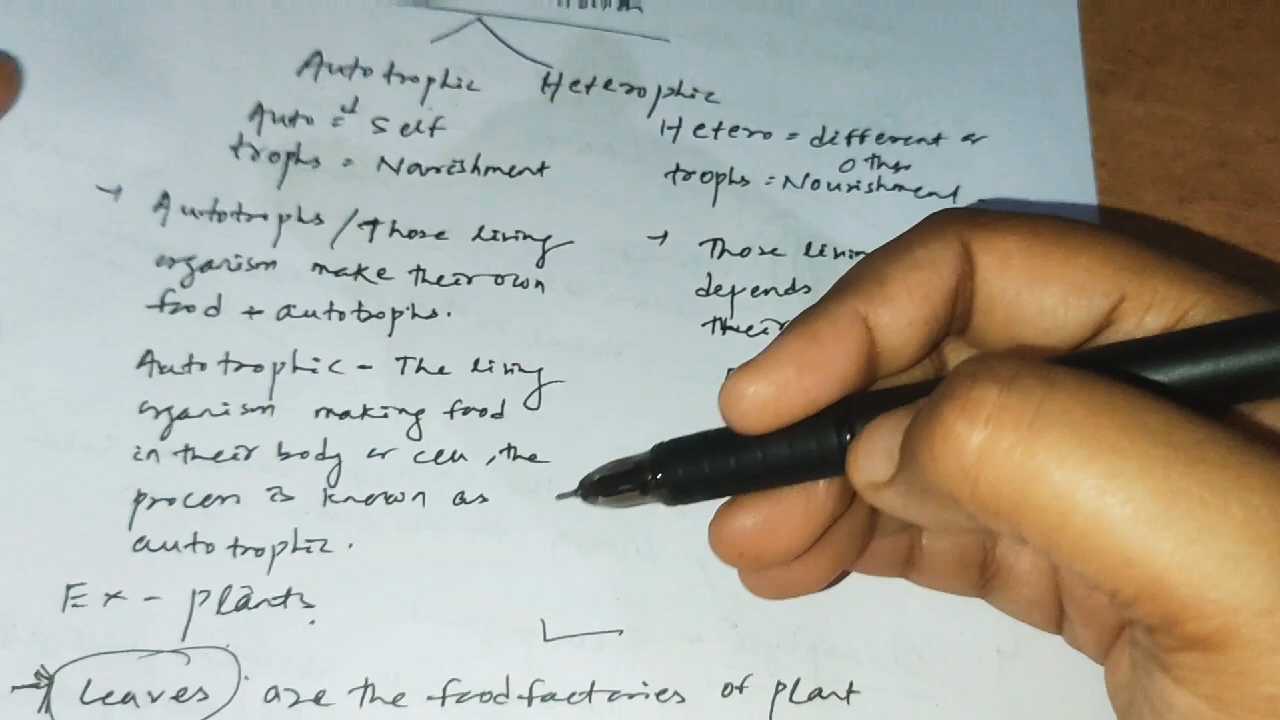 Autotrophic Heterophic
Auto = self
trophs = Narishment
→ Autotrophs / Those living
organism make their own
food + autotophs.
Autotrophic - The living
organism making food
in their body or cell, the
process is known as
autotrophic.
Ex - plants.
Hetero = different or
other
trophs = Nourishment
→ Those
depends
their
→ Leaves are the food factories of plant